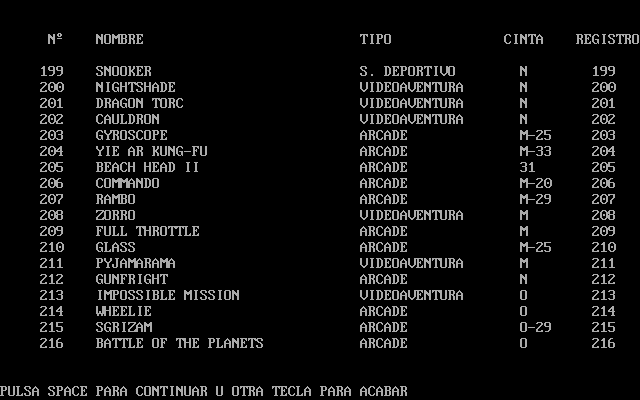 Nº NOMBRE TIPO CINTA REGISTRO
199 SNOOKER S. DEPORTIVO N 199
200 NIGHTSHADE VIDEOAVENTURA N 200
201 DRAGON TORC VIDEOAVENTURA N 201
202 CAULDRON VIDEOAVENTURA N 202
203 GYROSCOPE ARCADE M-25 203
204 YIE AR KUNG-FU ARCADE M-33 204
205 BEACH HEAD II ARCADE 31 205
206 COMMANDO ARCADE M-20 206
207 RAMBO ARCADE M-29 207
208 ZORRO VIDEOAVENTURA M 208
209 FULL THROTTLE ARCADE M 209
210 GLASS ARCADE M-25 210
211 PYJAMARAMA VIDEOAVENTURA M 211
212 GUNFRIGHT ARCADE N 212
213 IMPOSSIBLE MISSION VIDEOAVENTURA O 213
214 WHEELIE ARCADE O 214
215 SGRIZAM ARCADE O-29 215
216 BATTLE OF THE PLANETS ARCADE O 216
PULSA SPACE PARA CONTINUAR U OTRA TECLA PARA ACABAR